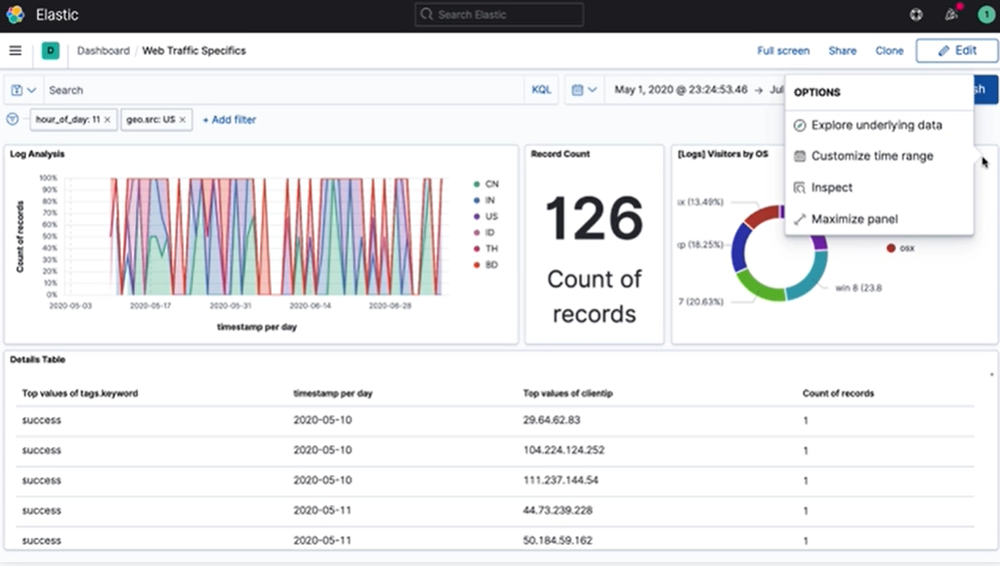 Elastic
Search Elastic
1
D
Dashboard / Web Traffic Specifics
Full screen
Share
Clone
Edit
Search
KQL
May 1, 2020 @ 23:24:53.46 → Jul
sh
hour_of_day: 11 ×
geo.src: US ×
+ Add filter
OPTIONS
Explore underlying data
Customize time range
Inspect
Maximize panel
Log Analysis
Count of records
100%
90%
80%
70%
60%
50%
40%
30%
20%
10%
0%
2020-05-03
2020-05-17
2020-05-31
2020-06-14
2020-06-28
timestamp per day
CN
IN
US
ID
TH
BD
Record Count
126
Count of
records
[Logs] Visitors by OS
ix (13.49%)
(18.25%)
7 (20.63%)
win 8 (23.8
osx
Details Table
Top values of tags.keyword timestamp per day Top values of clientip Count of records
success 2020-05-10 29.64.62.83 1
success 2020-05-10 104.224.124.252 1
success 2020-05-10 111.237.144.54 1
success 2020-05-11 44.73.239.228 1
success 2020-05-11 50.184.59.162 1